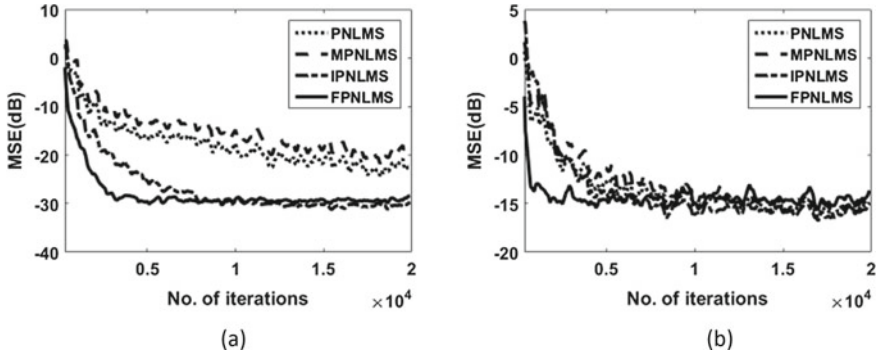 10
0
-10
-20
-30
-40
MSE(dB)
PNLMS
MPNLMS
IPNLMS
FPNLMS
0.5 1 1.5 2
No. of iterations ×10^4
(a)
5
0
-5
-10
-15
-20
MSE(dB)
PNLMS
MPNLMS
IPNLMS
FPNLMS
0.5 1 1.5 2
No. of iterations ×10^4
(b)